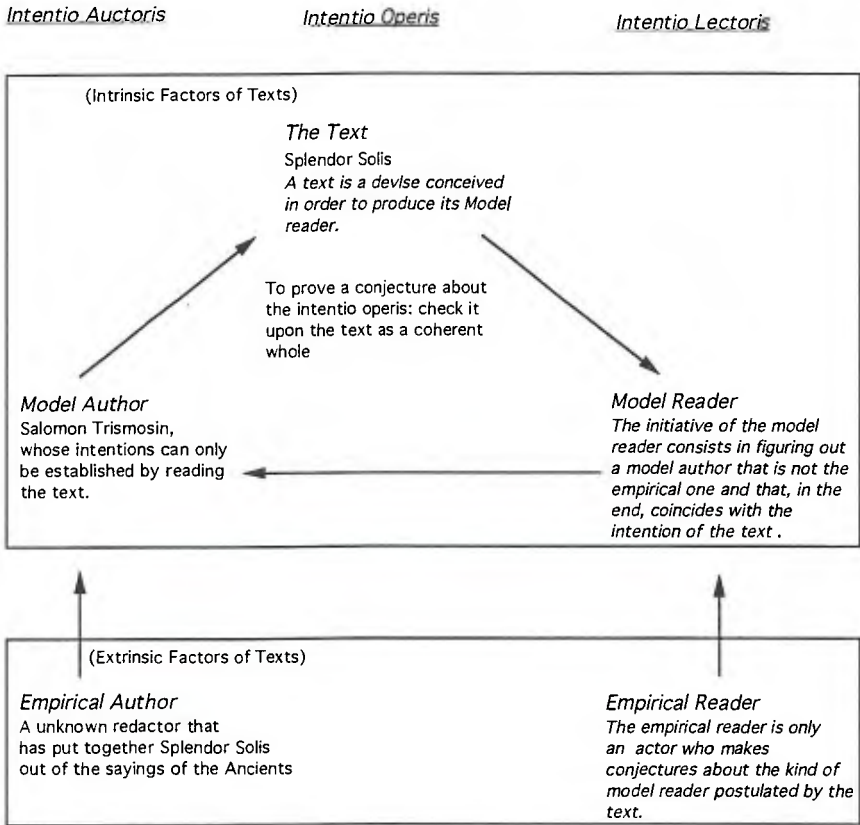 Intentio Auctoris
Intentio Operis
Intentio Lectoris
(Intrinsic Factors of Texts)
The Text
Splendor Solis
A text is a devise conceived
in order to produce its Model
reader.
To prove a conjecture about
the intentio operis: check it
upon the text as a coherent
whole
Model Author
Salomon Trismosin,
whose intentions can only
be established by reading
the text.
Model Reader
The initiative of the model
reader consists in figuring out
a model author that is not the
empirical one and that, in the
end, coincides with the
intention of the text .
(Extrinsic Factors of Texts)
Empirical Author
A unknown redactor that
has put together Splendor Solis
out of the sayings of the Ancients
Empirical Reader
The empirical reader is only
an actor who makes
conjectures about the kind of
model reader postulated by the
text.